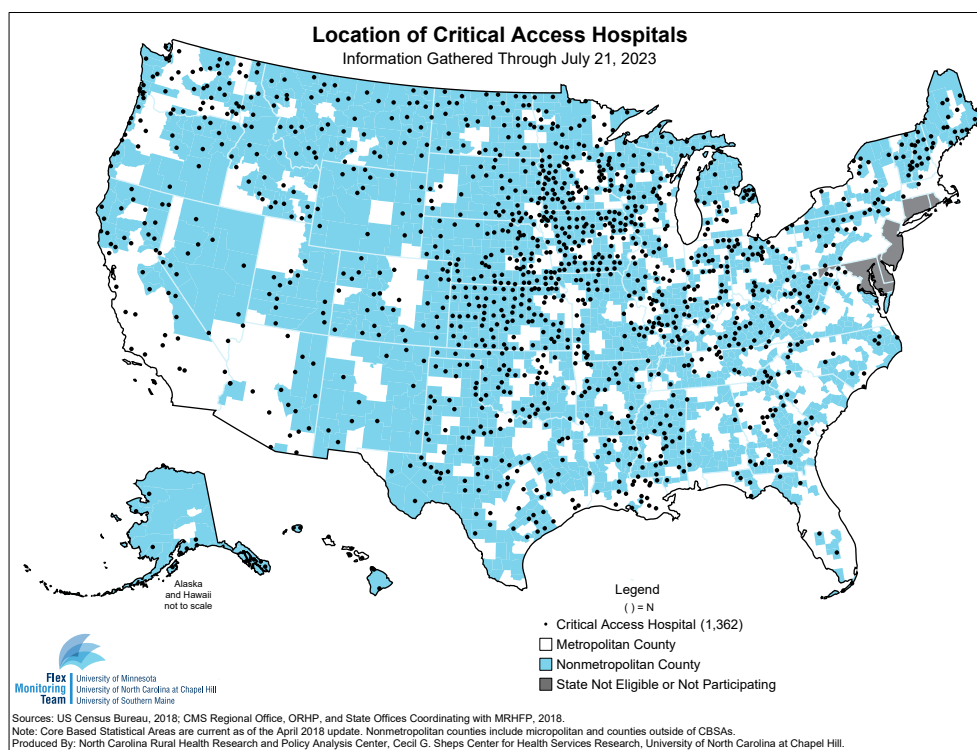 Location of Critical Access Hospitals
Information Gathered Through July 21, 2023
Alaska
and Hawaii
not to scale
Legend
( ) = N
Critical Access Hospital (1,362)
Metropolitan County
Nonmetropolitan County
State Not Eligible or Not Participating
Flex
Monitoring
Team
University of Minnesota
University of North Carolina at Chapel Hill
University of Southern Maine
Sources: US Census Bureau, 2018; CMS Regional Office, ORHP, and State Offices Coordinating with MRHFP, 2018.
Note: Core Based Statistical Areas are current as of the April 2018 update. Nonmetropolitan counties include micropolitan and counties outside of CBSAs.
Produced By: North Carolina Rural Health Research and Policy Analysis Center, Cecil G. Sheps Center for Health Services Research, University of North Carolina at Chapel Hill.